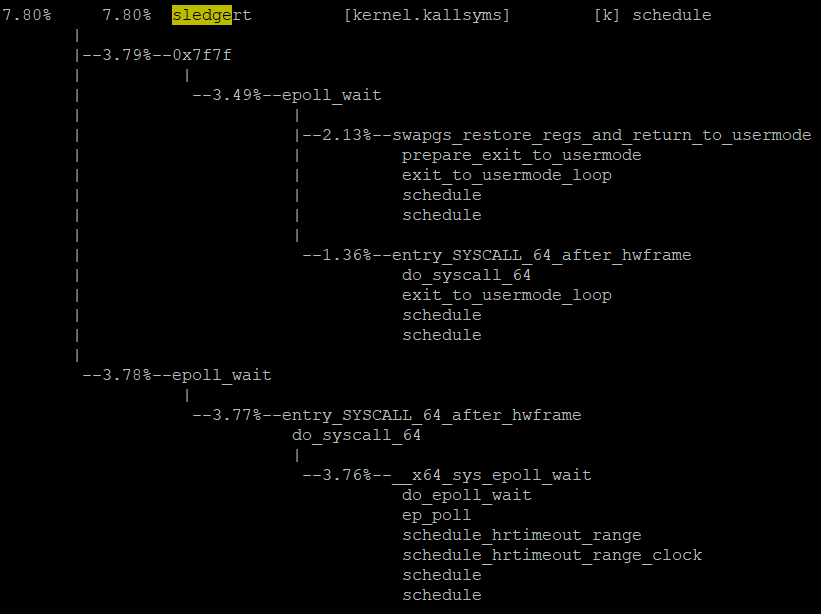 7.80% 7.80% sledgert [kernel.kallsyms] [k] schedule
|
|--3.79%--0x7f7f
| |
| --3.49%--epoll_wait
| |
| |--2.13%--swapgs_restore_regs_and_return_to_usermode
| | prepare_exit_to_usermode
| | exit_to_usermode_loop
| | schedule
| | schedule
| |
| --1.36%--entry_SYSCALL_64_after_hwframe
| do_syscall_64
| exit_to_usermode_loop
| schedule
| schedule
|
--3.78%--epoll_wait
|
--3.77%--entry_SYSCALL_64_after_hwframe
do_syscall_64
|
--3.76%--__x64_sys_epoll_wait
do_epoll_wait
ep_poll
schedule_hrtimeout_range
schedule_hrtimeout_range_clock
schedule
schedule